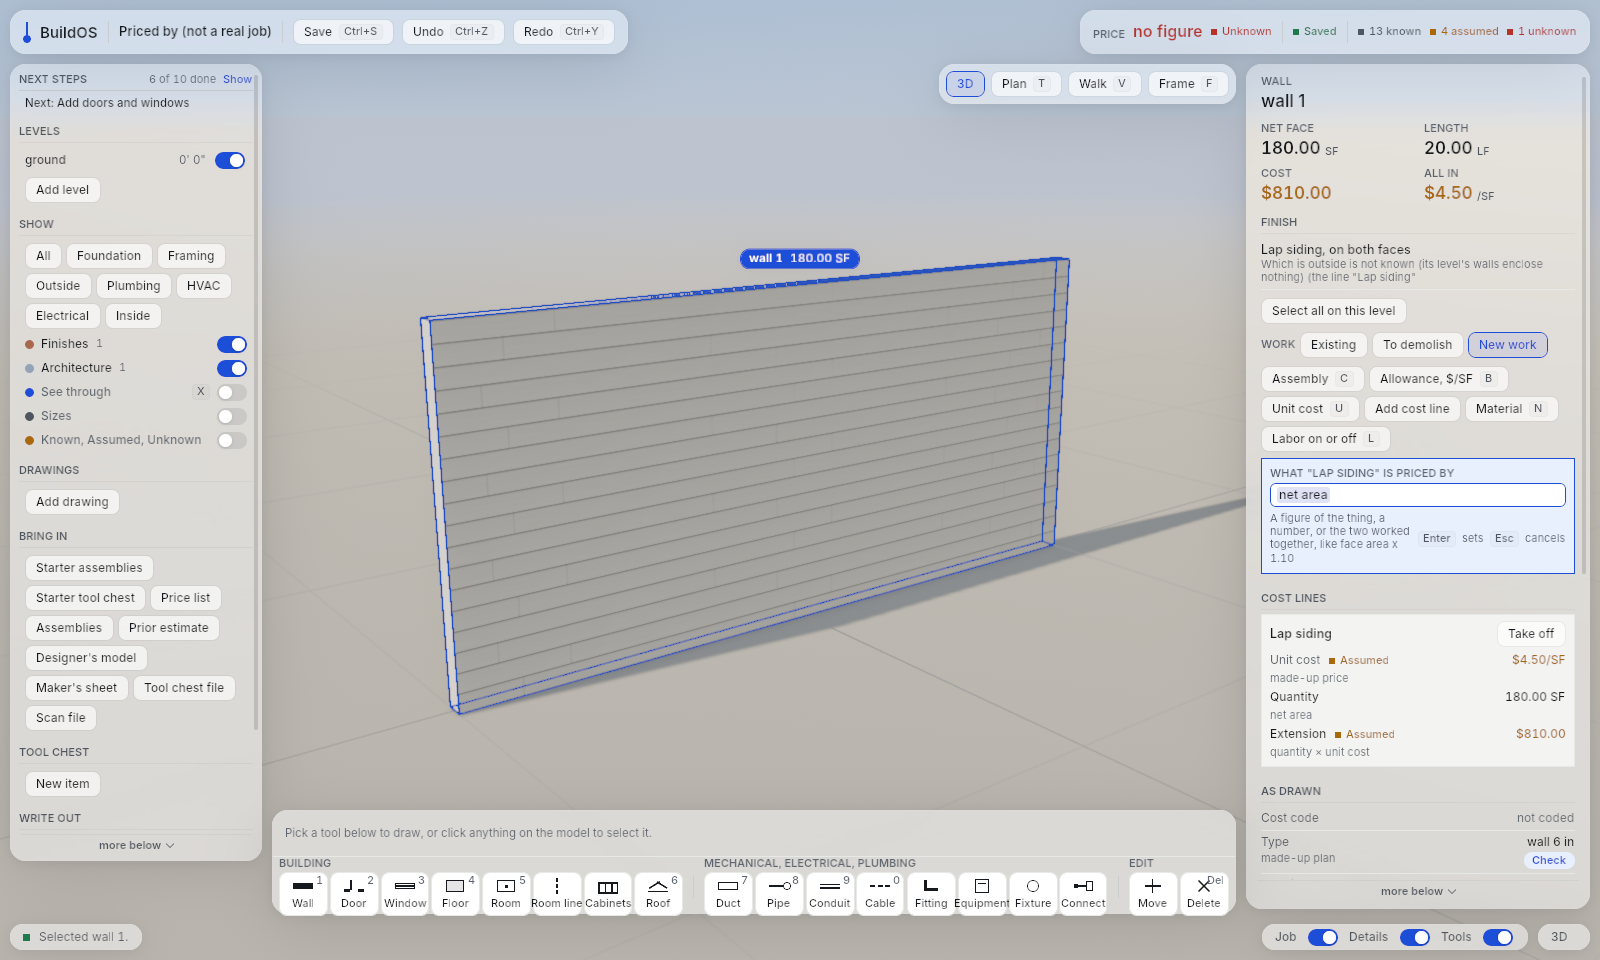 BuildOS
Priced by (not a real job)
Save Ctrl+S
Undo Ctrl+Z
Redo Ctrl+Y
PRICE no figure Unknown
Saved
13 known 4 assumed 1 unknown
NEXT STEPS 6 of 10 done Show
Next: Add doors and windows
LEVELS
ground 0' 0"
Add level
SHOW
All Foundation Framing
Outside Plumbing HVAC
Electrical Inside
Finishes 1
Architecture 1
See through X
Sizes
Known, Assumed, Unknown
DRAWINGS
Add drawing
BRING IN
Starter assemblies
Starter tool chest Price list
Assemblies Prior estimate
Designer's model
Maker's sheet Tool chest file
Scan file
TOOL CHEST
New item
WRITE OUT
more below
Selected wall 1.
3D Plan T Walk V Frame F
wall 1 180.00 SF
Pick a tool below to draw, or click anything on the model to select it.
BUILDING
Wall 1
Door 2
Window 3
Floor 4
Room 5
Room line
Cabinets
Roof 6
MECHANICAL, ELECTRICAL, PLUMBING
Duct 7
Pipe 8
Conduit 9
Cable 0
Fitting
Equipment
Fixture
Connect
EDIT
Move
Delete Del
WALL
wall 1
NET FACE LENGTH
180.00 SF 20.00 LF
COST ALL IN
$810.00 $4.50 /SF
FINISH
Lap siding, on both faces
Which is outside is not known (its level's walls enclose
nothing) (the line "Lap siding"
Select all on this level
WORK Existing To demolish New work
Assembly C Allowance, $/SF B
Unit cost U Add cost line Material N
Labor on or off L
WHAT "LAP SIDING" IS PRICED BY
net area
A figure of the thing, a
number, or the two worked
together, like face area x
1.10
Enter sets Esc cancels
COST LINES
Lap siding Take off
Unit cost Assumed $4.50/SF
made-up price
Quantity 180.00 SF
net area
Extension Assumed $810.00
quantity × unit cost
AS DRAWN
Cost code not coded
Type wall 6 in
made-up plan Check
more below
Job Details Tools 3D